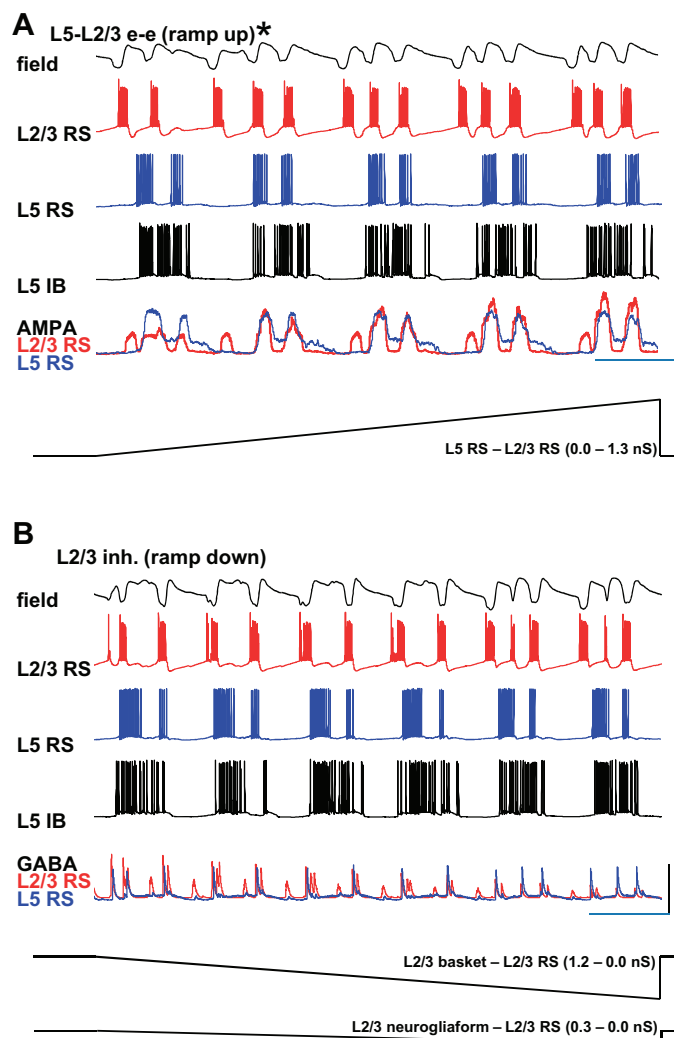 A
L5-L2/3 e-e (ramp up)*
field
L2/3 RS
L5 RS
L5 IB
AMPA
L2/3 RS
L5 RS
L5 RS – L2/3 RS (0.0 – 1.3 nS)
B
L2/3 inh. (ramp down)
field
L2/3 RS
L5 RS
L5 IB
GABA
L2/3 RS
L5 RS
L2/3 basket – L2/3 RS (1.2 – 0.0 nS)
L2/3 neurogliaform – L2/3 RS (0.3 – 0.0 nS)